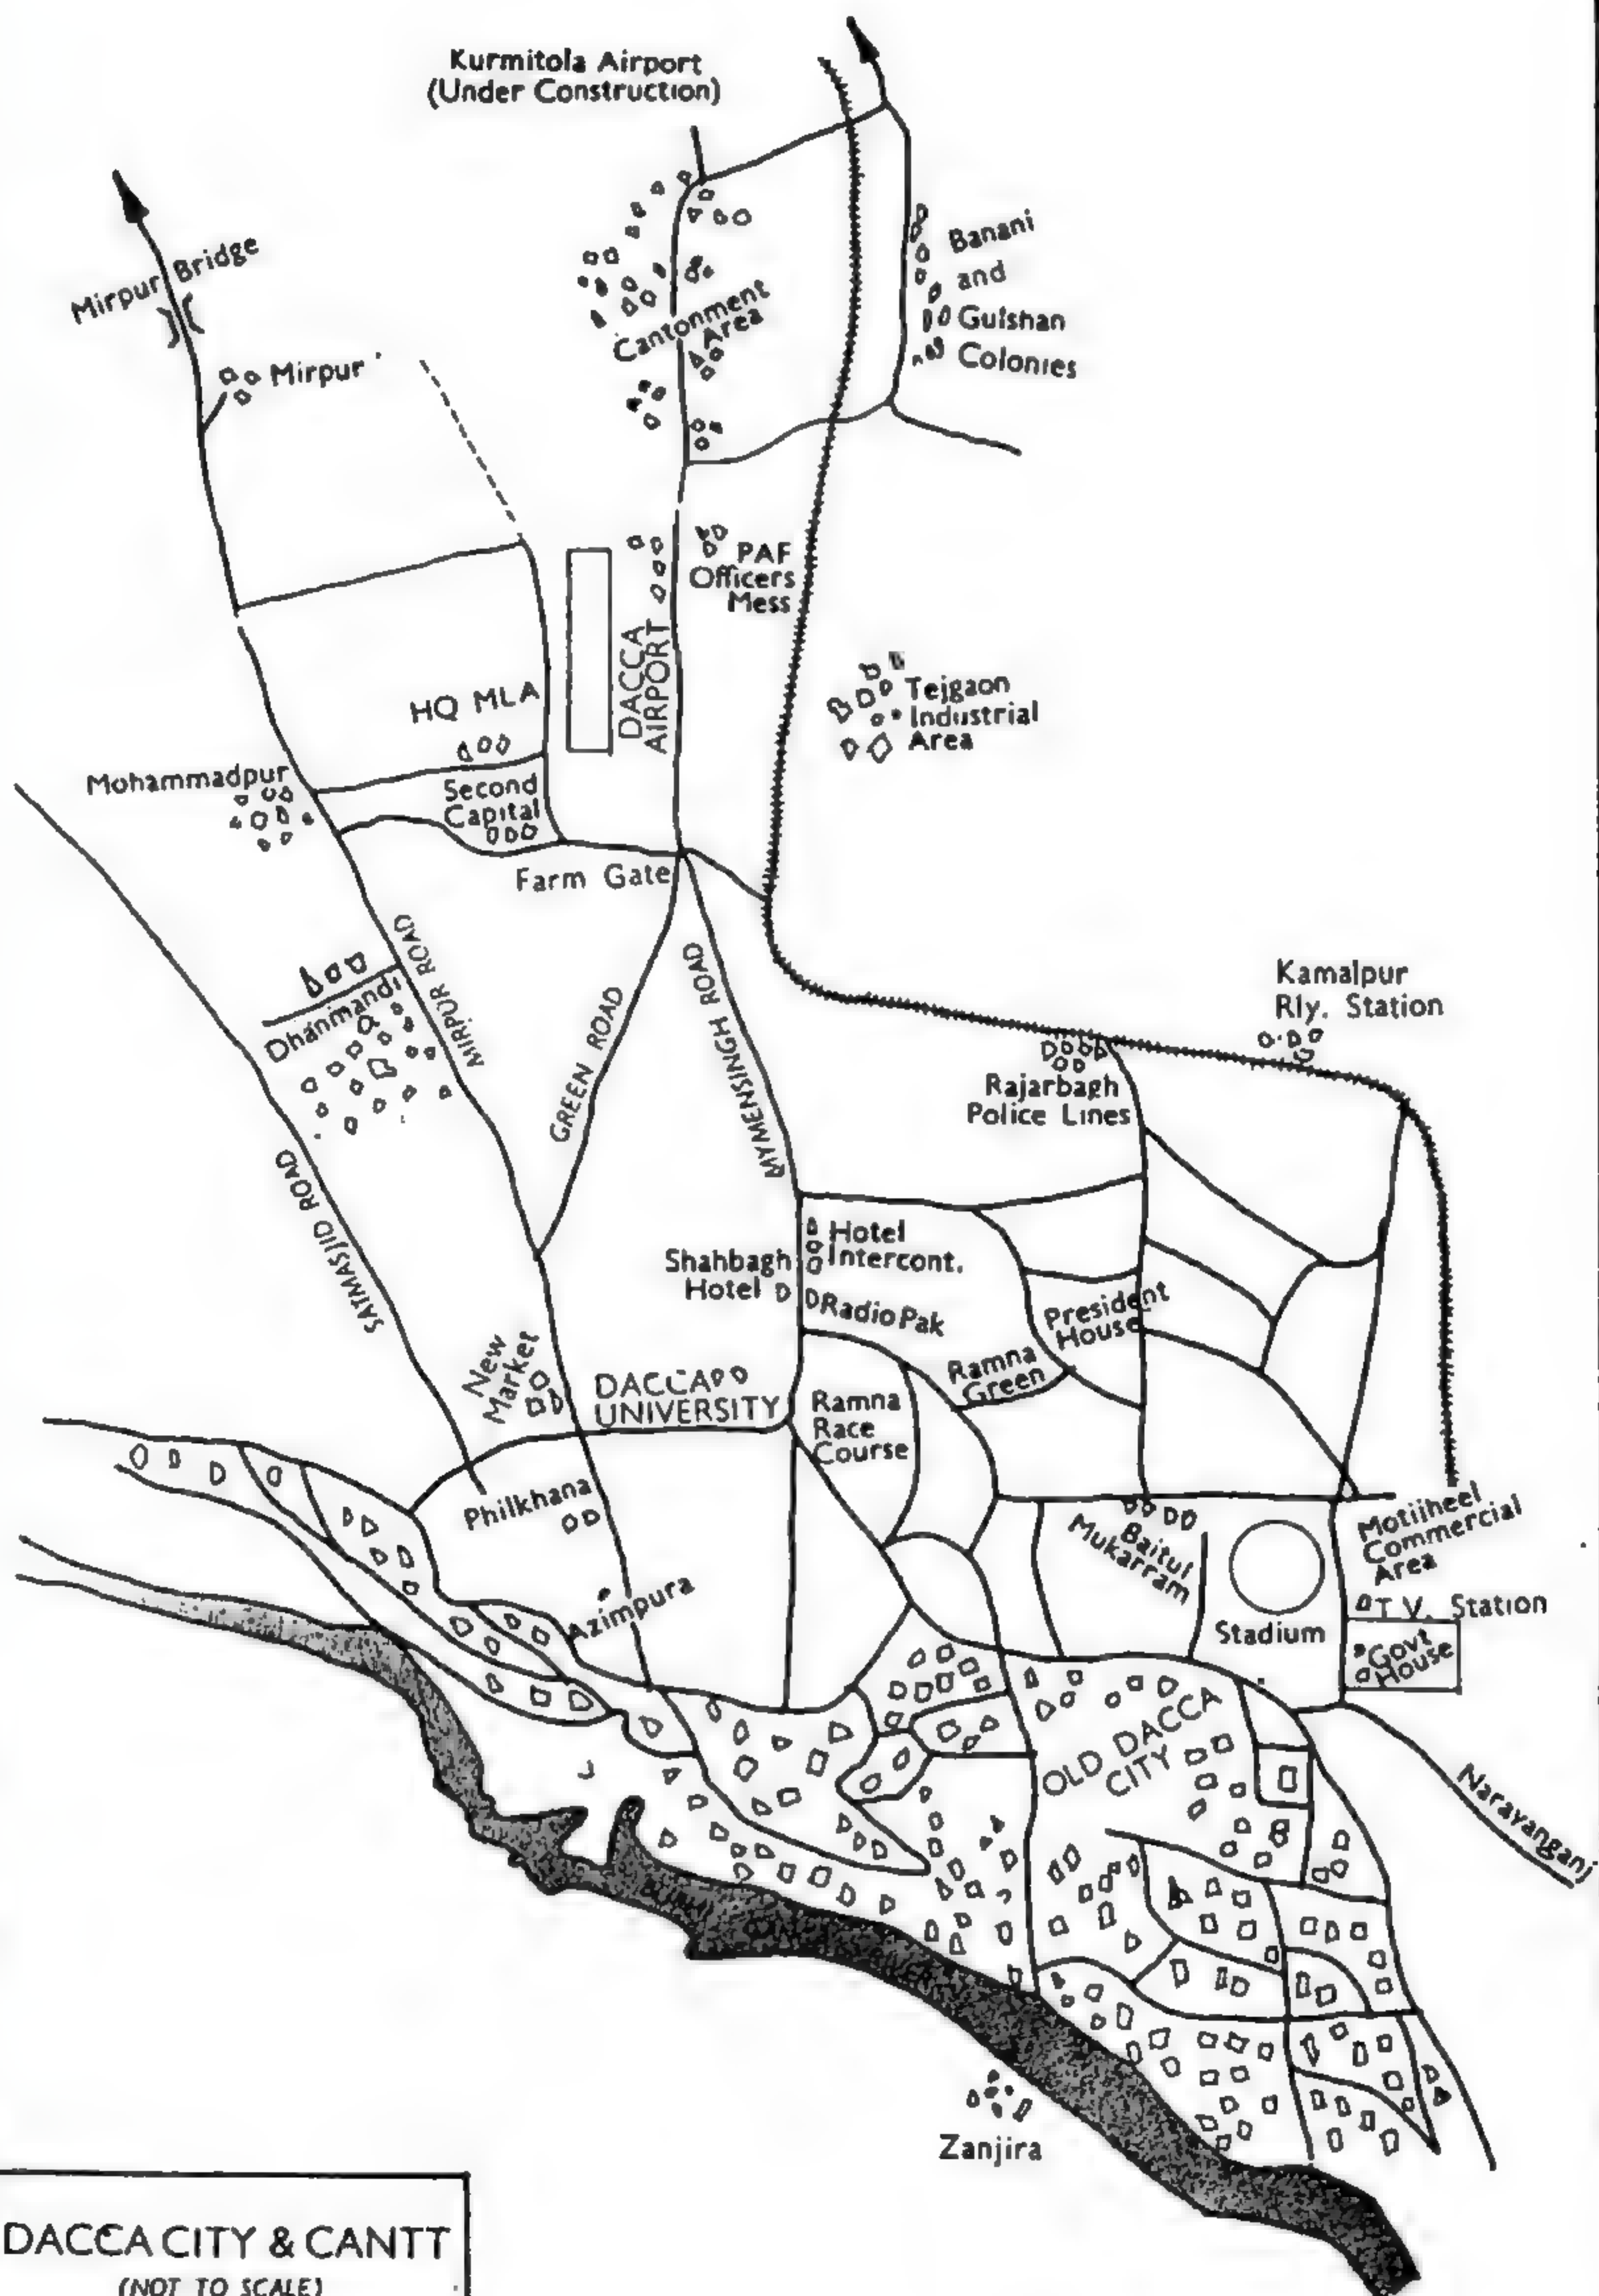 Kurmitola Airport
(Under Construction)
Mirpur Bridge
Mirpur
Banani
and
Gulshan
Colonies
Cantonment
Area
PAF
Officers
Mess
DACCA
AIRPORT
HQ MLA
Tejgaon
Industrial
Area
Mohammadpur
Second
Capital
Farm Gate
MIRPUR ROAD
Dhanmandi
GREEN ROAD
MYMENSINGH ROAD
Kamalpur
Rly. Station
Rajarbagh
Police Lines
SATMASJID ROAD
Hotel
Intercont.
Shahbagh
Hotel
Radio Pak
President
House
New
Market
Ramna
Green
DACCA
UNIVERSITY
Ramna
Race
Course
Philkhana
Baitul
Mukarram
Motijheel
Commercial
Area
Azimpura
Stadium
T.V. Station
Govt
House
OLD DACCA
CITY
Narayanganj
RIVER
Zanjira
DACCA CITY & CANTT
(NOT TO SCALE)